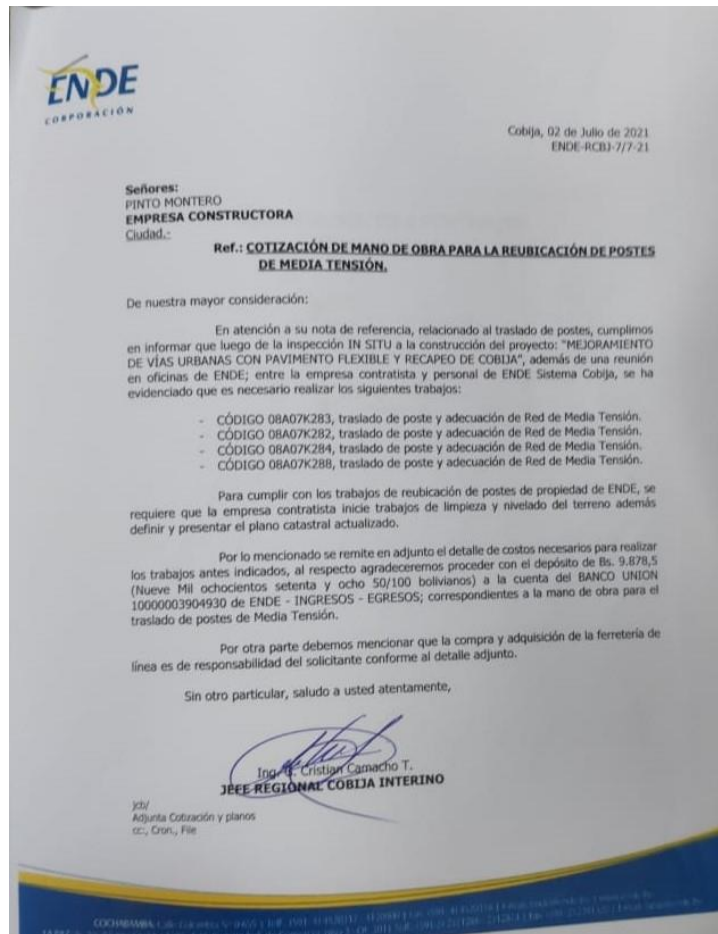 ENDE
CORPORACIÓN
Cobija, 02 de Julio de 2021
ENDE-RCBJ-7/7-21
Señores:
PINTO MONTERO
EMPRESA CONSTRUCTORA
Ciudad.-
Ref.: COTIZACIÓN DE MANO DE OBRA PARA LA REUBICACIÓN DE POSTES
DE MEDIA TENSIÓN.
De nuestra mayor consideración:
En atención a su nota de referencia, relacionado al traslado de postes, cumplimos
en informar que luego de la inspección IN SITU a la construcción del proyecto: "MEJORAMIENTO
DE VÍAS URBANAS CON PAVIMENTO FLEXIBLE Y RECAPEO DE COBIJA", además de una reunión
en oficinas de ENDE; entre la empresa contratista y personal de ENDE Sistema Cobija, se ha
evidenciado que es necesario realizar los siguientes trabajos:
- CÓDIGO 08A07K283, traslado de poste y adecuación de Red de Media Tensión.
- CÓDIGO 08A07K282, traslado de poste y adecuación de Red de Media Tensión.
- CÓDIGO 08A07K284, traslado de poste y adecuación de Red de Media Tensión.
- CÓDIGO 08A07K288, traslado de poste y adecuación de Red de Media Tensión.
Para cumplir con los trabajos de reubicación de postes de propiedad de ENDE, se
requiere que la empresa contratista inicie trabajos de limpieza y nivelado del terreno además
definir y presentar el plano catastral actualizado.
Por lo mencionado se remite en adjunto el detalle de costos necesarios para realizar
los trabajos antes indicados, al respecto agradeceremos proceder con el depósito de Bs. 9.878,5
(Nueve Mil ochocientos setenta y ocho 50/100 bolivianos) a la cuenta del BANCO UNION
10000003904930 de ENDE - INGRESOS - EGRESOS; correspondientes a la mano de obra para el
traslado de postes de Media Tensión.
Por otra parte debemos mencionar que la compra y adquisición de la ferretería de
línea es de responsabilidad del solicitante conforme al detalle adjunto.
Sin otro particular, saludo a usted atentamente,
Cristian Camacho T.
JEFE REGIONAL COBIJA INTERINO
jcb/
Adjunta Cotización y planos
cc:, Cron., File
COCHABAMBA